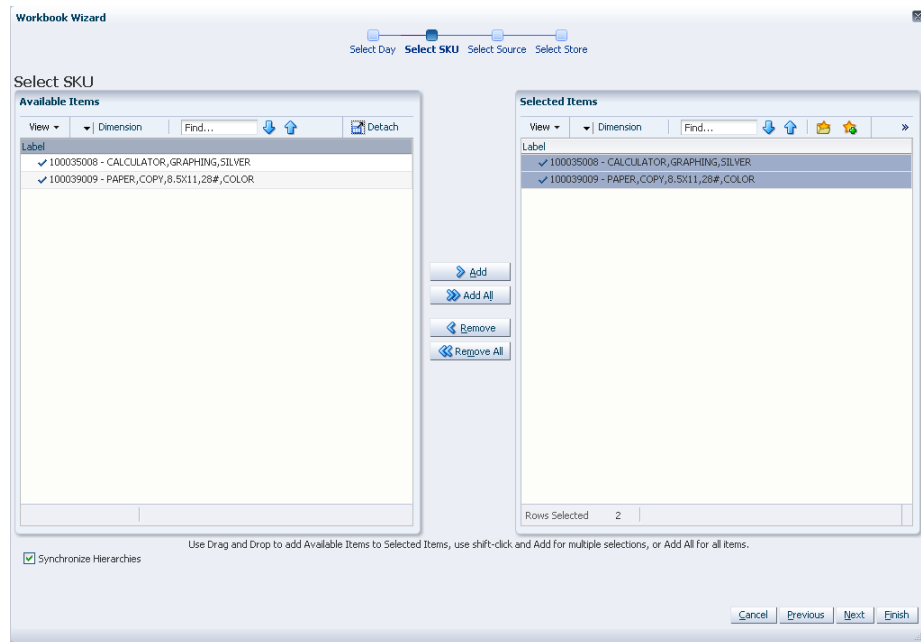 Workbook Wizard
Select Day Select SKU Select Source Select Store
Select SKU
Available Items
View Dimension Find... Detach
Label
100035008 - CALCULATOR,GRAPHING,SILVER
100039009 - PAPER,COPY,8.5X11,28#,COLOR
Add
Add All
Remove
Remove All
Selected Items
View Dimension Find... »
Label
100035008 - CALCULATOR,GRAPHING,SILVER
100039009 - PAPER,COPY,8.5X11,28#,COLOR
Rows Selected 2
Use Drag and Drop to add Available Items to Selected Items, use shift-click and Add for multiple selections, or Add All for all items.
Synchronize Hierarchies
Cancel Previous Next Finish